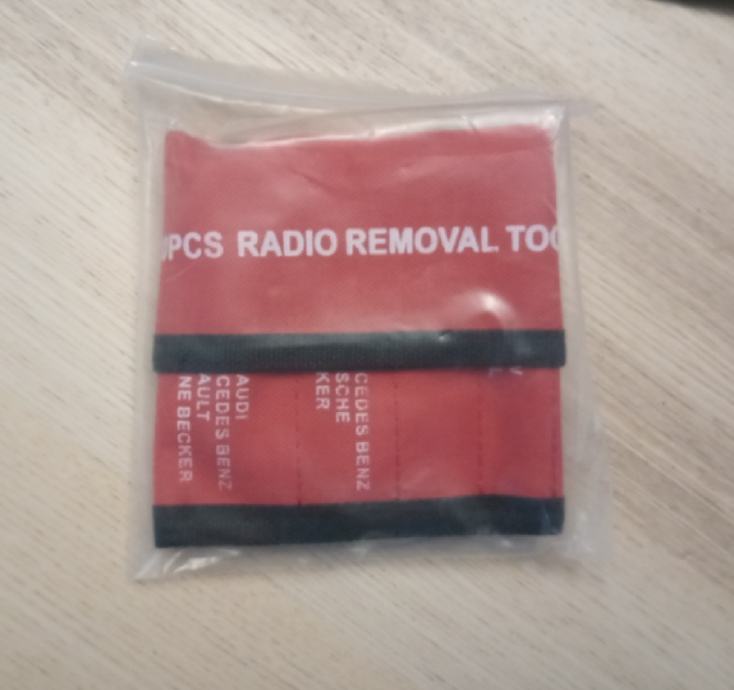 PCS RADIO REMOVAL TOO
AUDI
CEDES BENZ
AULT
NE BECKER
CEDES BENZ
SCHE
KER